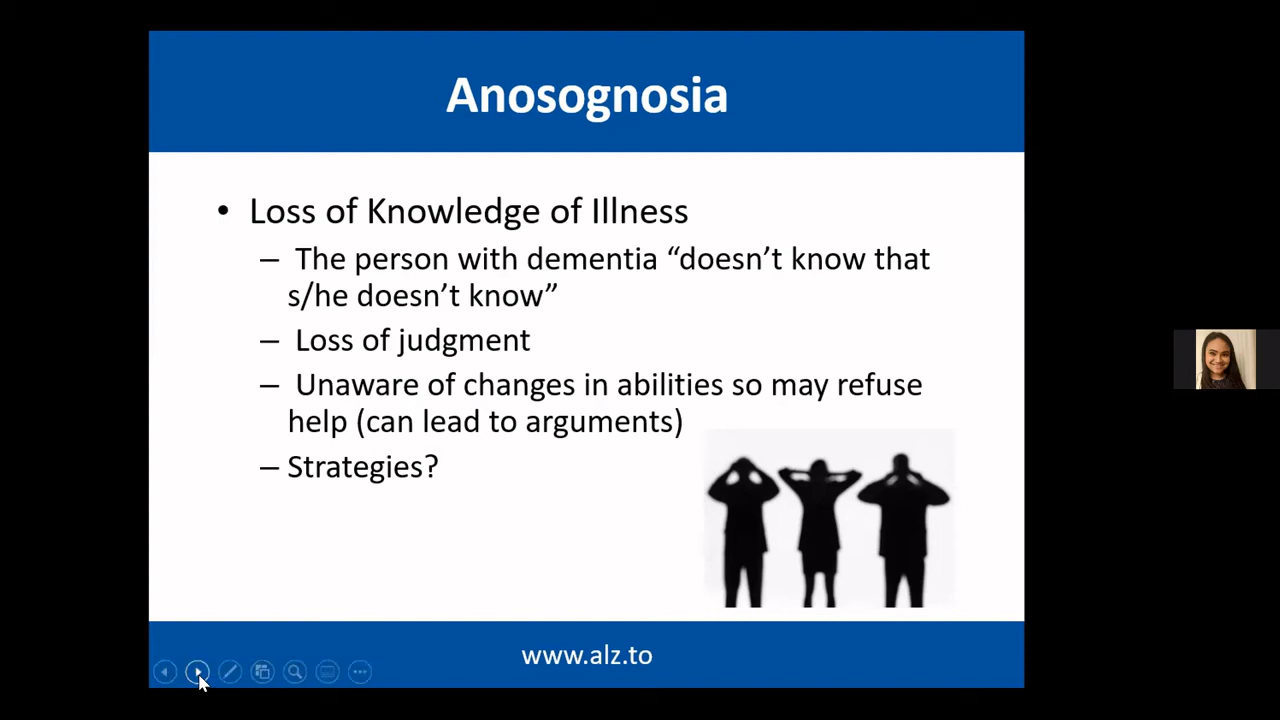 Anosognosia
• Loss of Knowledge of Illness
– The person with dementia “doesn’t know that
s/he doesn’t know”
– Loss of judgment
– Unaware of changes in abilities so may refuse
help (can lead to arguments)
– Strategies?
www.alz.to